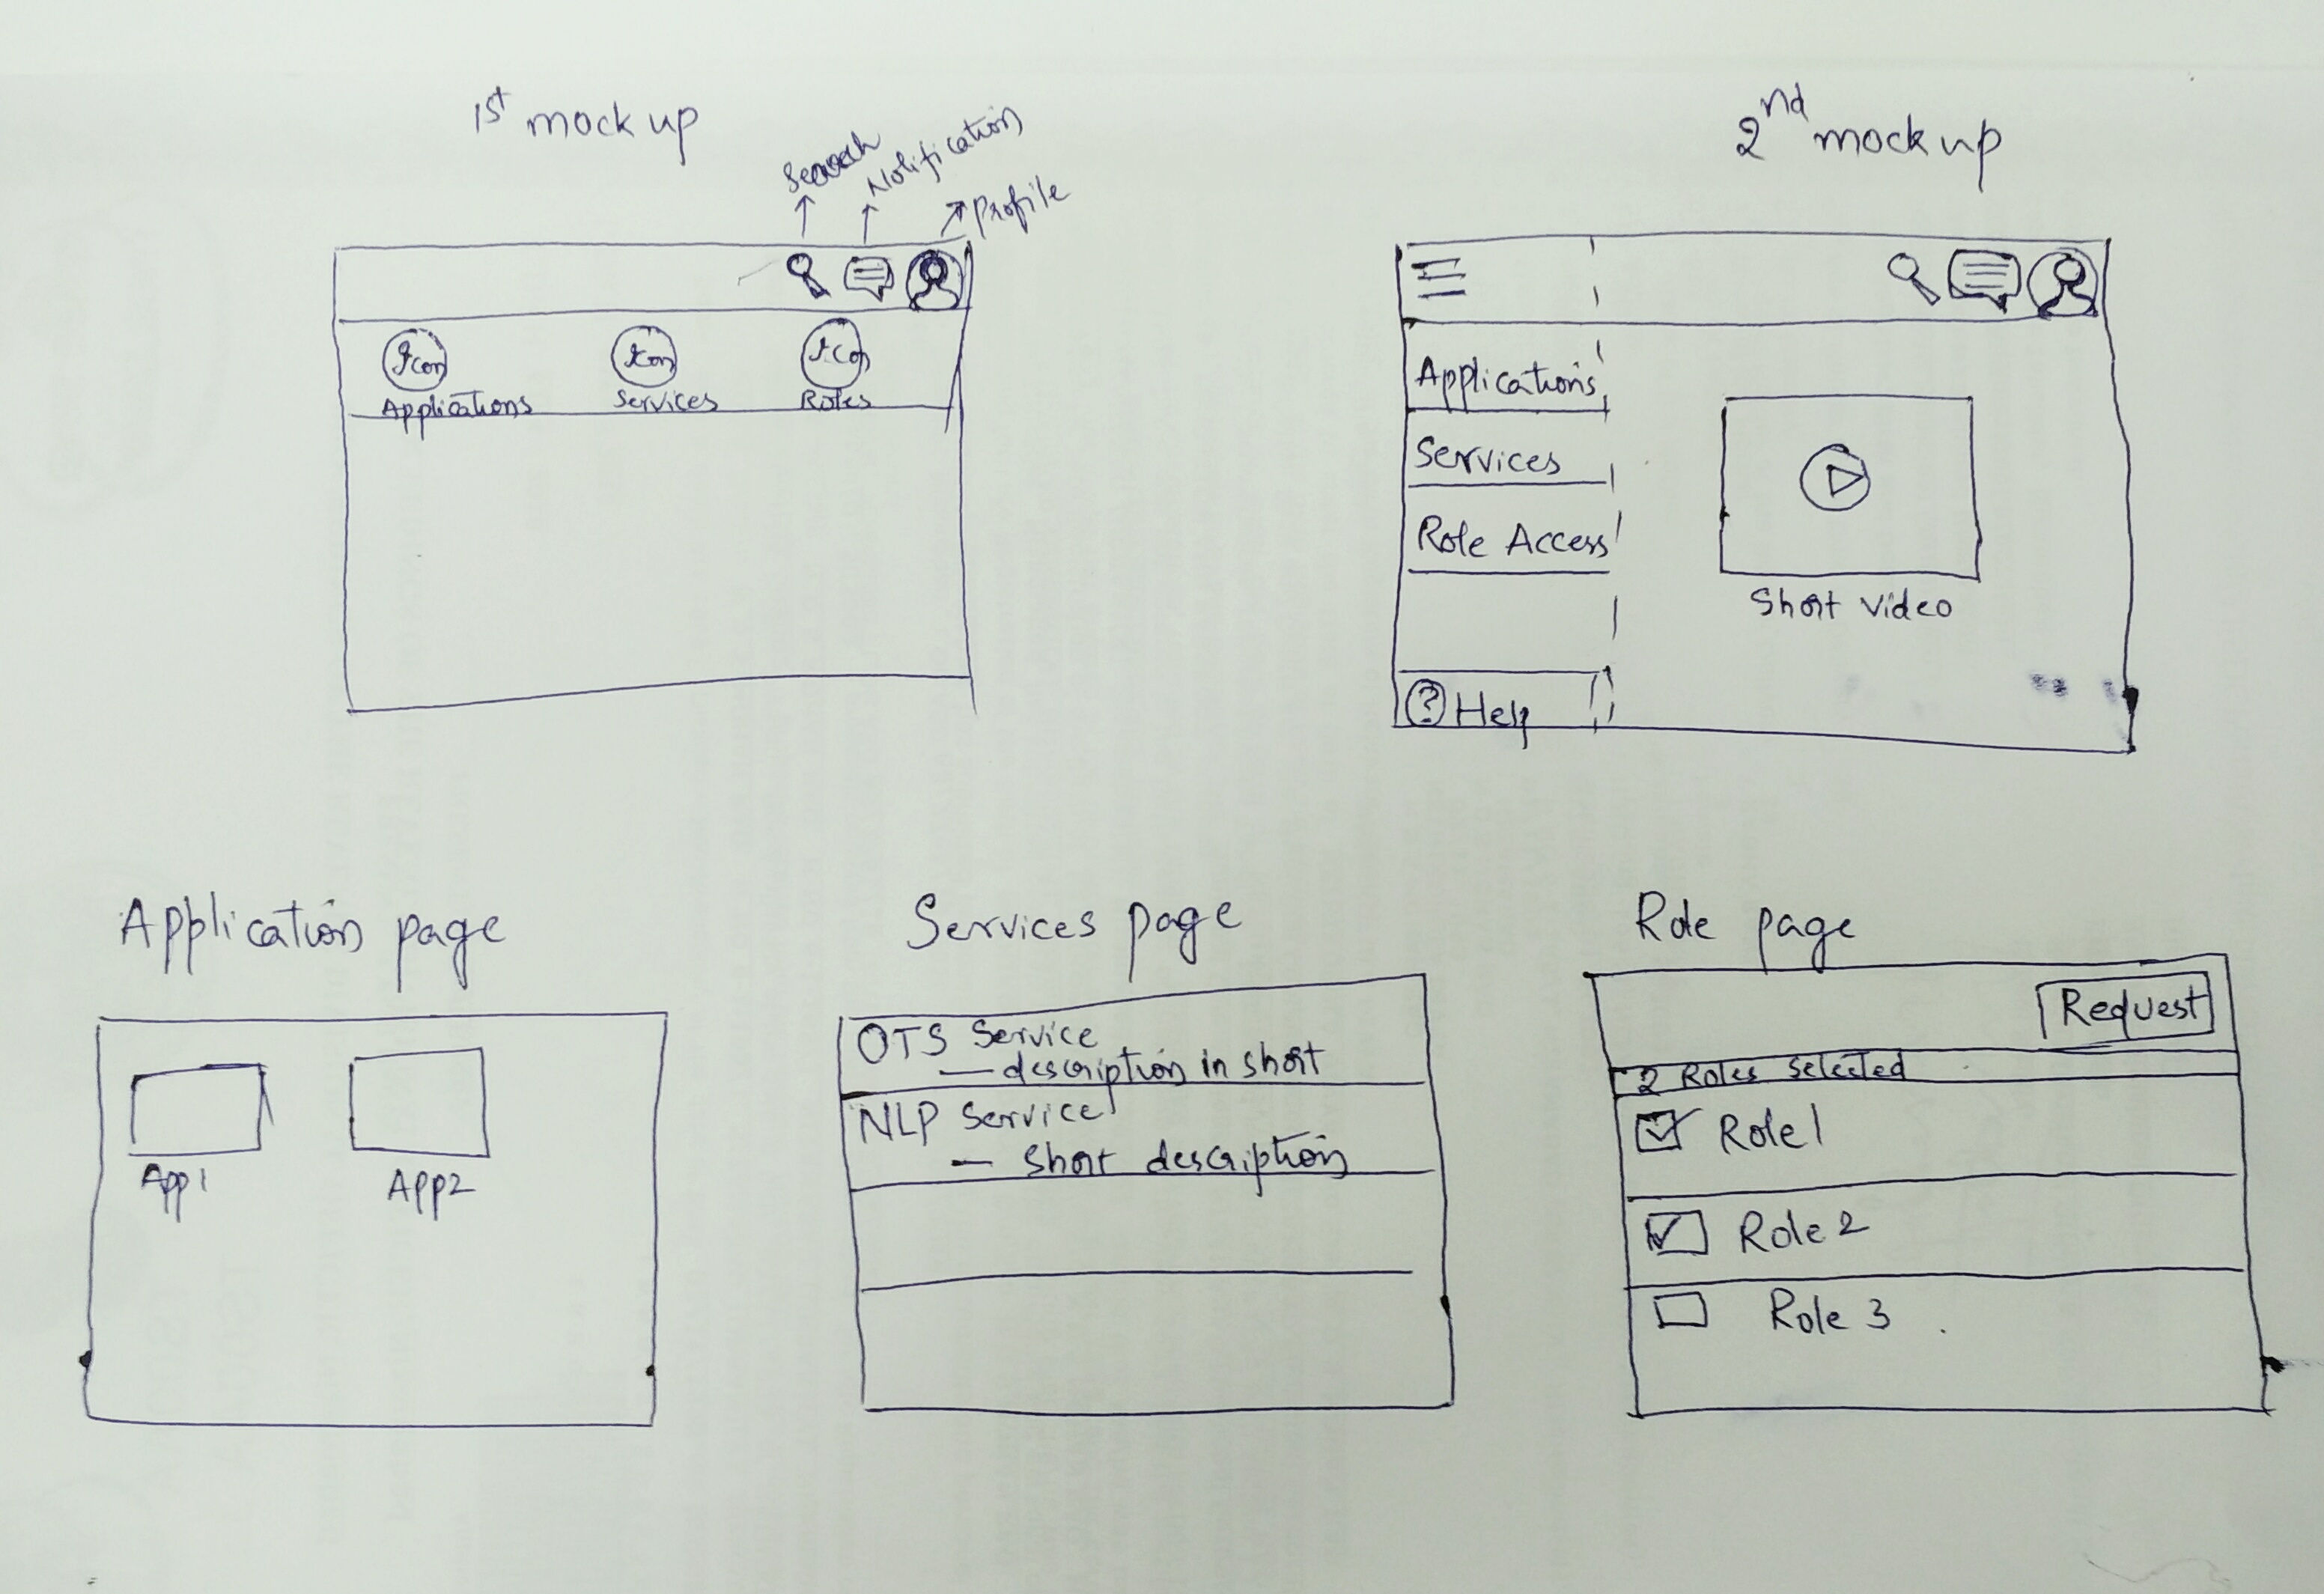 1st mock up
Search
Notification
Profile
Icon
Icon
Icon
Applications
Services
Roles
2nd mock up
Applications
Services
Role Access
? Help
Short video
Application page
App1
App2
Services page
OTS Service
— description in short
NLP Service
— Short description
Role page
Request
2 Roles Selected
Role 1
Role 2
Role 3